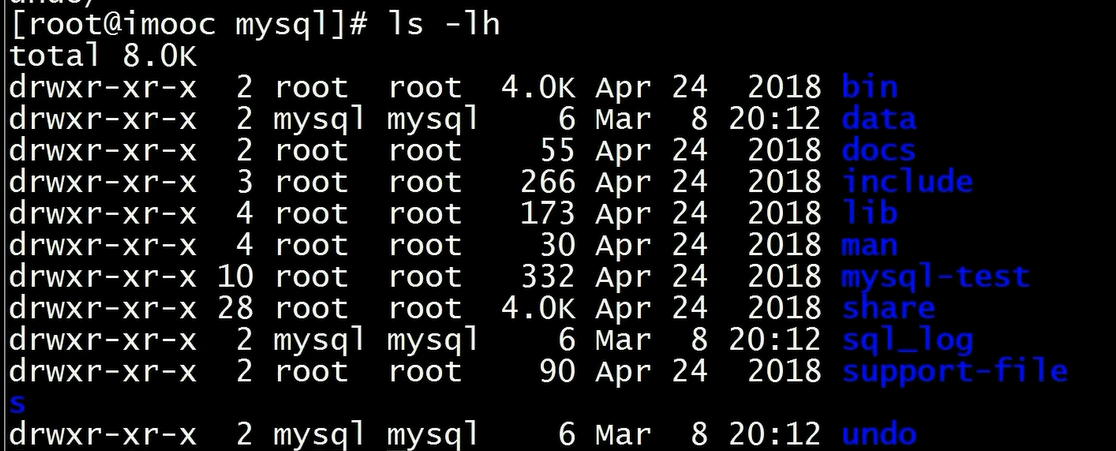 [root@imooc mysql]# ls -lh
total 8.0K
drwxr-xr-x  2 root  root  4.0K Apr 24  2018 bin
drwxr-xr-x  2 mysql mysql    6 Mar  8 20:12 data
drwxr-xr-x  2 root  root    55 Apr 24  2018 docs
drwxr-xr-x  3 root  root   266 Apr 24  2018 include
drwxr-xr-x  4 root  root   173 Apr 24  2018 lib
drwxr-xr-x  4 root  root    30 Apr 24  2018 man
drwxr-xr-x 10 root  root   332 Apr 24  2018 mysql-test
drwxr-xr-x 28 root  root  4.0K Apr 24  2018 share
drwxr-xr-x  2 mysql mysql    6 Mar  8 20:12 sql_log
drwxr-xr-x  2 root  root    90 Apr 24  2018 support-file
s
drwxr-xr-x  2 mysql mysql    6 Mar  8 20:12 undo